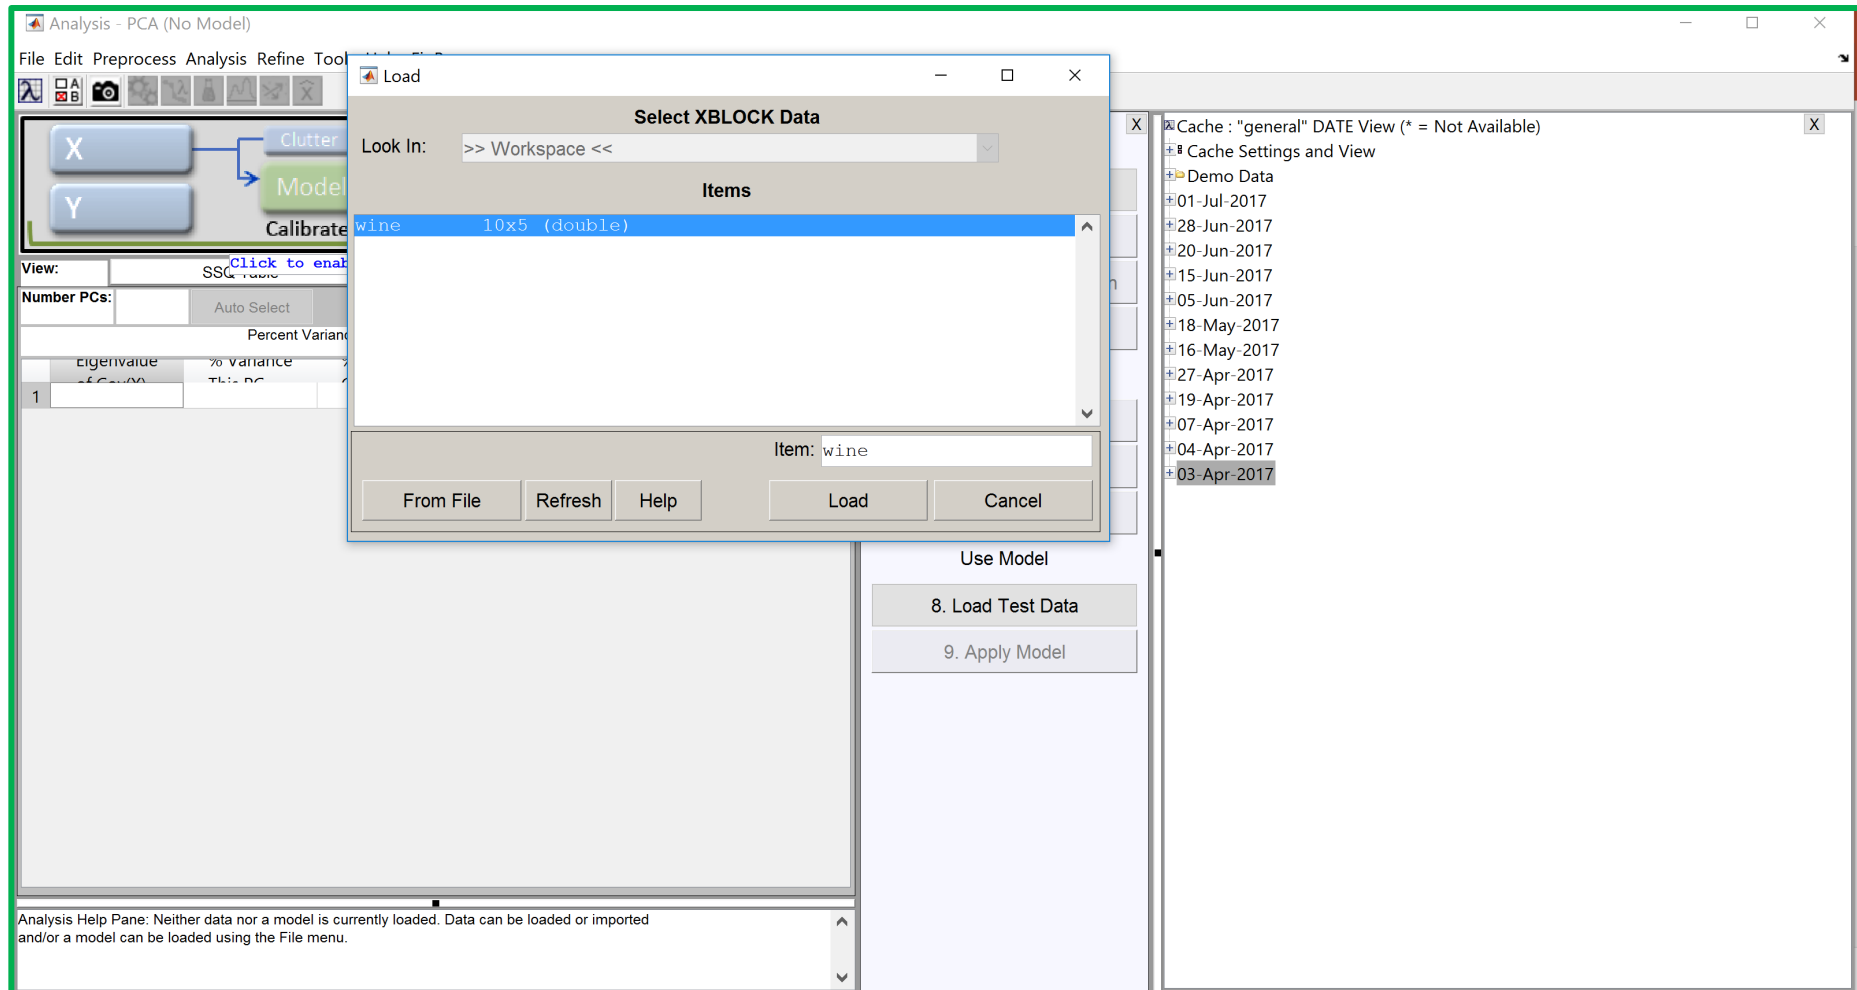 Analysis - PCA (No Model)
File Edit Preprocess Analysis Refine Tool
Load
Select XBLOCK Data
Look In: >> Workspace <<
Items
wine 10x5 (double)
Item: wine
From File Refresh Help Load Cancel
X
Clutter
Model
Y
Calibrate
Click to enab
View:
Number PCs: Auto Select
Percent Varian
Eigenvalue % Variance
This PC
1
Use Model
8. Load Test Data
9. Apply Model
X
Cache : "general" DATE View (* = Not Available) X
Cache Settings and View
Demo Data
01-Jul-2017
28-Jun-2017
20-Jun-2017
15-Jun-2017
05-Jun-2017
18-May-2017
16-May-2017
27-Apr-2017
19-Apr-2017
07-Apr-2017
04-Apr-2017
03-Apr-2017
Analysis Help Pane: Neither data nor a model is currently loaded. Data can be loaded or imported
and/or a model can be loaded using the File menu.